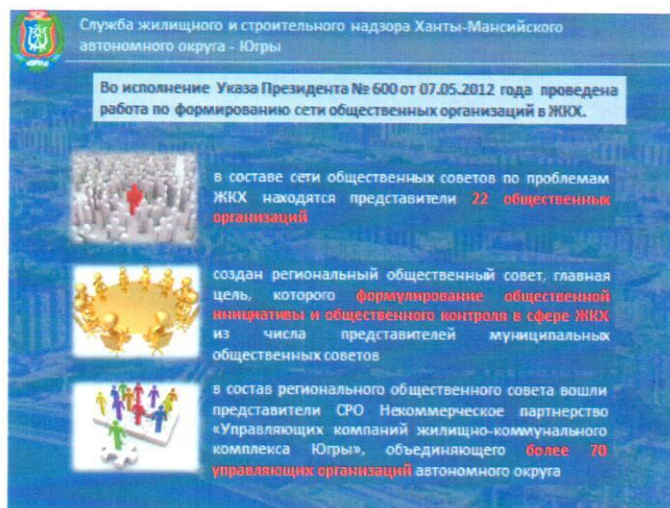 Служба жилищного и строительного надзора Ханты-Мансийского
автономного округа - Югры
Во исполнение Указа Президента № 600 от 07.05.2012 года проведена
работа по формированию сети общественных организаций в ЖКХ.
в составе сети общественных советов по проблемам
ЖКХ находятся представители 22 общественных
организаций
создан региональный общественный совет, главная
цель, которого формулирование общественной
инициативы и общественного контроля в сфере ЖКХ
из числа представителей муниципальных
общественных советов
в состав регионального общественного совета вошли
представители СРО Некоммерческое партнерство
«Управляющих компаний жилищно-коммунального
комплекса Югры», объединяющего более 70
управляющих организаций автономного округа